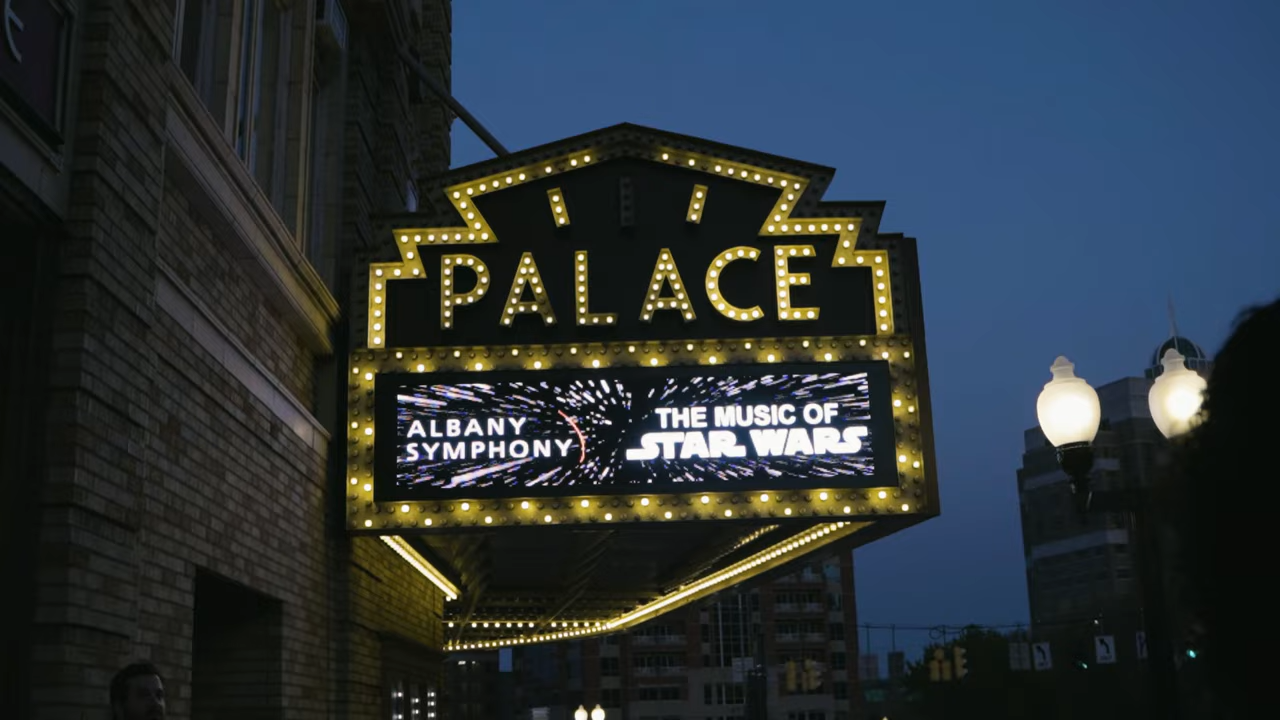 PALACE
ALBANY
SYMPHONY
THE MUSIC OF
STAR WARS